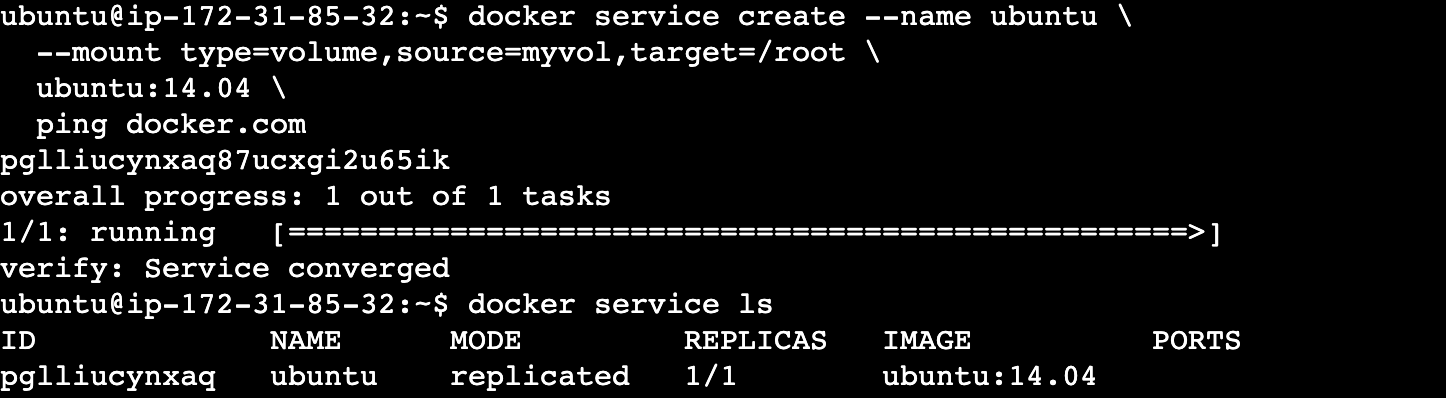 ubuntu@ip-172-31-85-32:~$ docker service create --name ubuntu \
  --mount type=volume,source=myvol,target=/root \
  ubuntu:14.04 \
  ping docker.com
pglliucynxaq87ucxgi2u65ik
overall progress: 1 out of 1 tasks
1/1: running   [==================================================>]
verify: Service converged
ubuntu@ip-172-31-85-32:~$ docker service ls
ID             NAME      MODE         REPLICAS   IMAGE          PORTS
pglliucynxaq   ubuntu    replicated   1/1        ubuntu:14.04